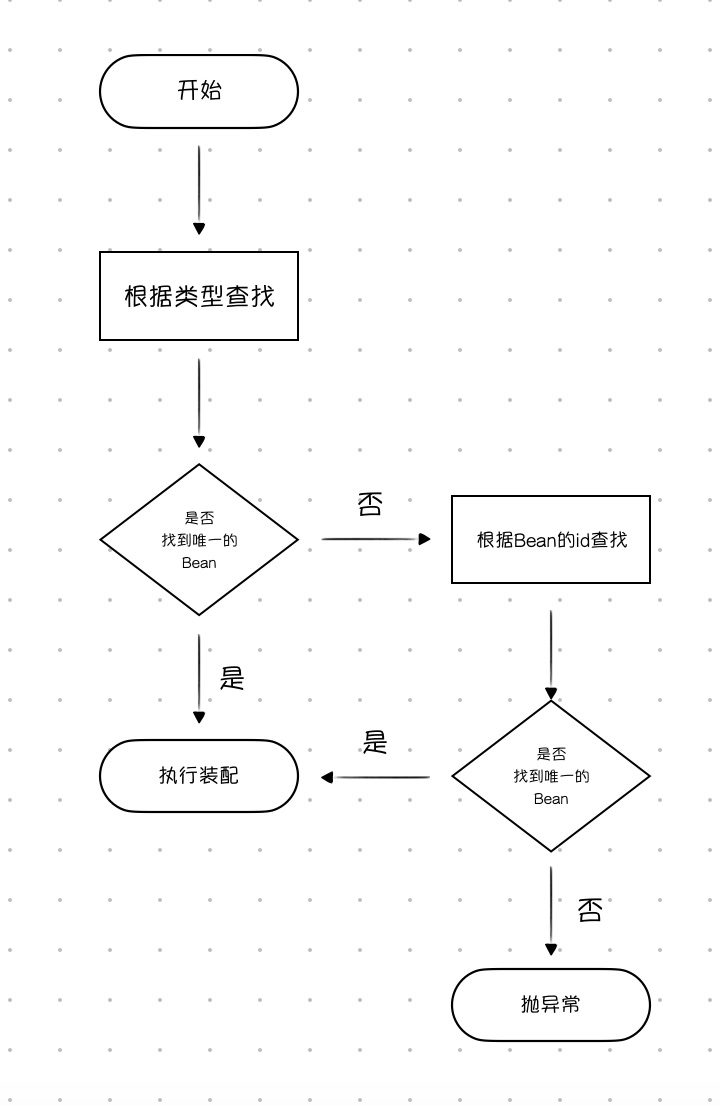 开始
根据类型查找
是否
找到唯一的
Bean
否
根据Bean的id查找
是
执行装配
是
是否
找到唯一的
Bean
否
抛异常